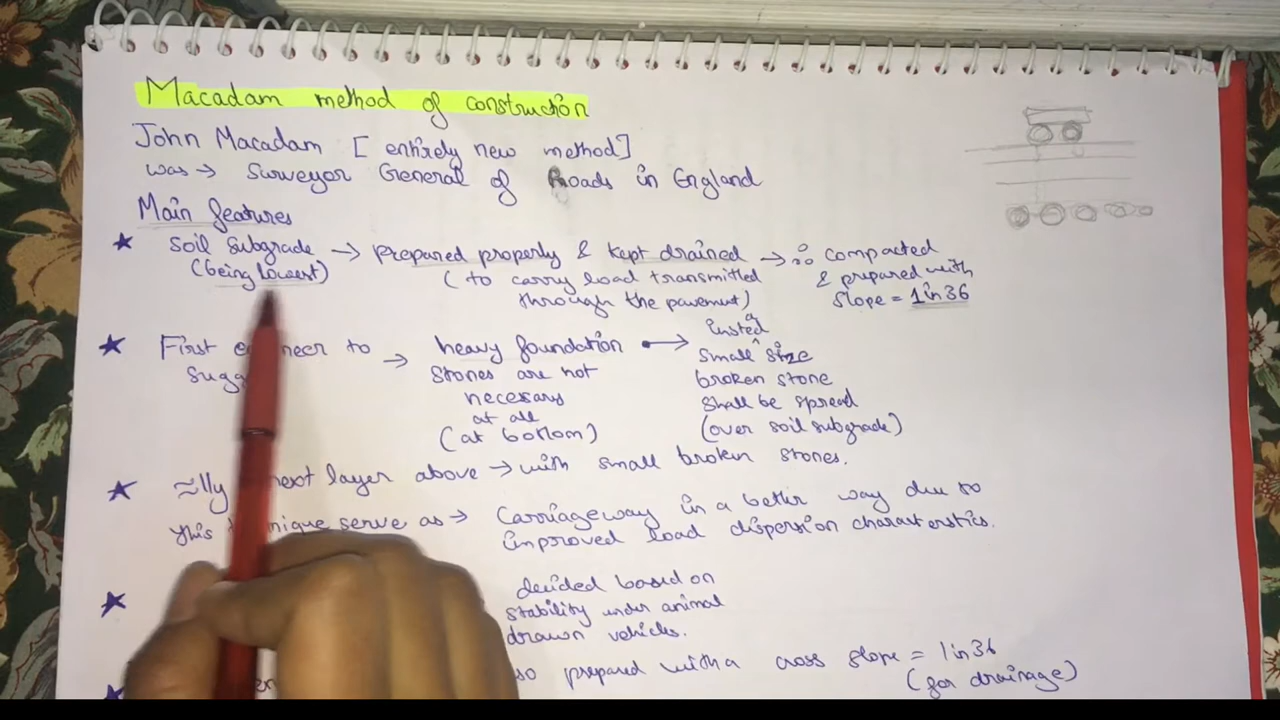 Macadam method of construction
John Macadam [ entirely new method]
was → Surveyor General of Roads in England
Main features
★ Soil subgrade → prepared properly & kept drained → ∴ compacted
(being lowest) (to carry load transmitted & prepared with
through the pavement) slope = 1 in 36
★ First to → heavy foundation → 
small size
stones are not broken stone
necessary shall be spread
at all
(at bottom) (over soil subgrade)
★ ≈lly next layer above → with small broken stones.
This serve as → Carriageway in a better way due to
improved load dispersion characteristics.
★ decided based on
stability under animal
drawn vehicles.
★ prepared with a cross slope = 1 in 36
(for drainage)